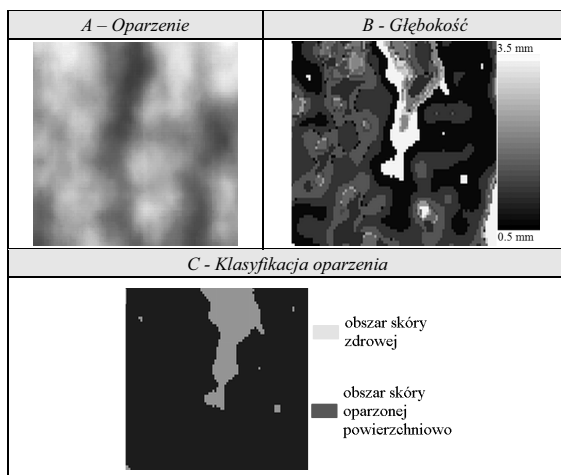 A – Oparzenie
B - Głębokość
3.5 mm
0.5 mm
C - Klasyfikacja oparzenia
obszar skóry
zdrowej
obszar skóry
oparzonej
powierzchniowo